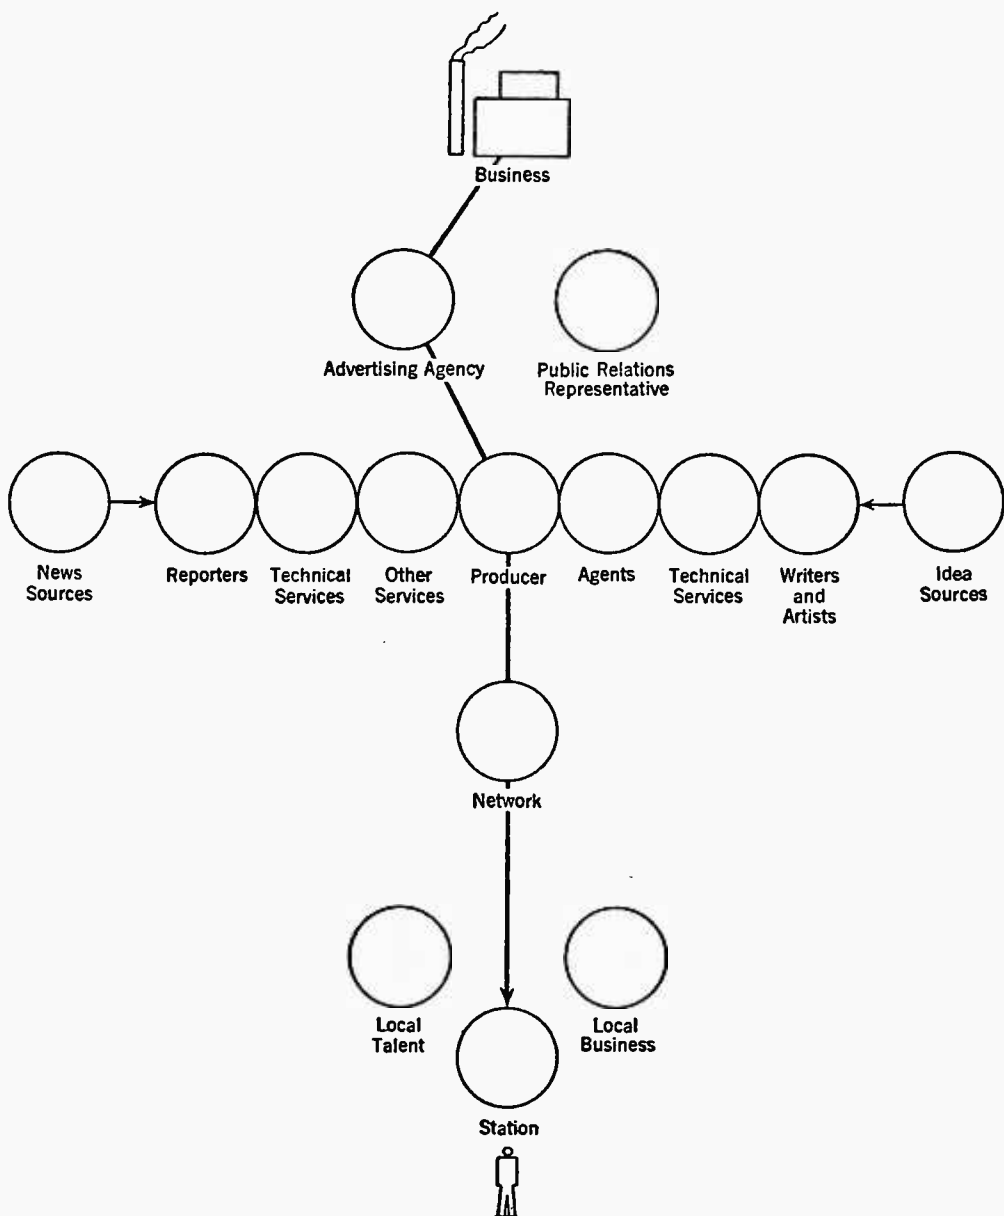 Business
Advertising Agency
Public Relations
Representative
News
Sources
Reporters
Technical
Services
Other
Services
Producer
Agents
Technical
Services
Writers
and
Artists
Idea
Sources
Network
Local
Talent
Local
Business
Station